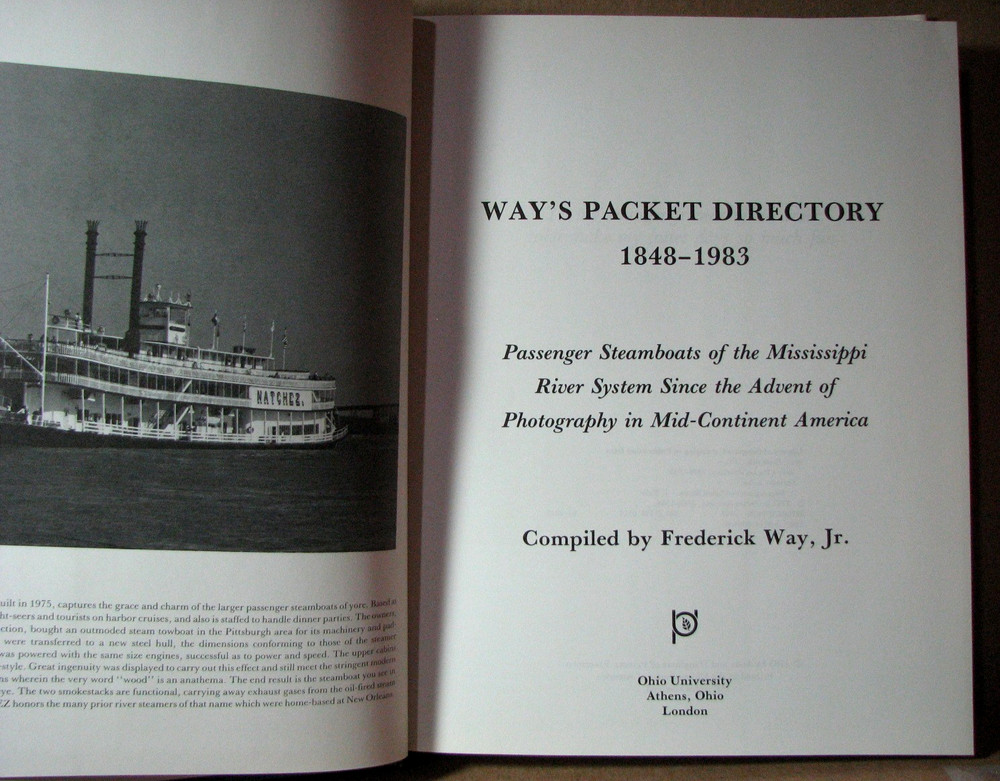 NATCHEZ.
uilt in 1975, captures the grace and charm of the larger passenger steamboats of yore. Based at
ht-seers and tourists on harbor cruises, and also is staffed to handle dinner parties. The owners,
ction, bought an outmoded steam towboat in the Pittsburgh area for its machinery and pad-
were transferred to a new steel hull, the dimensions conforming to those of the steamer
was powered with the same size engines, successful as to power and speed. The upper cabins
style. Great ingenuity was displayed to carry out this effect and still meet the stringent modern
ns wherein the very word "wood" is an anathema. The end result is the steamboat you see in
ye. The two smokestacks are functional, carrying away exhaust gases from the oil-fired steam
EZ honors the many prior river steamers of that name which were home-based at New Orleans.
WAY'S PACKET DIRECTORY
1848–1983
Passenger Steamboats of the Mississippi
River System Since the Advent of
Photography in Mid-Continent America
Compiled by Frederick Way, Jr.
Ohio University
Athens, Ohio
London